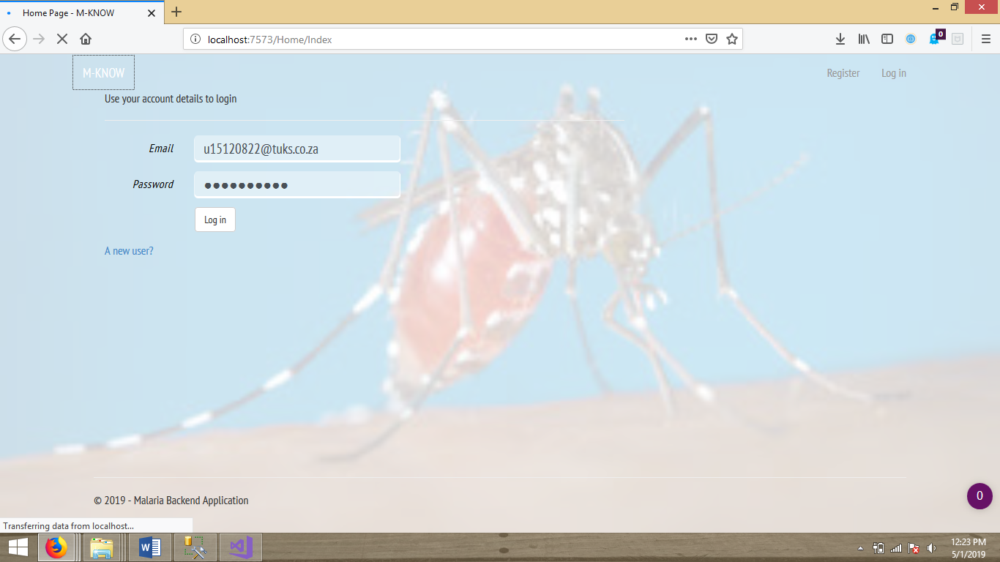 Home Page - M-KNOW
localhost:7573/Home/Index
0
M-KNOW
Register
Log in
Use your account details to login
Email
u15120822@tuks.co.za
Password
Log in
A new user?
© 2019 - Malaria Backend Application
0
Transferring data from localhost...
12:23 PM
5/1/2019